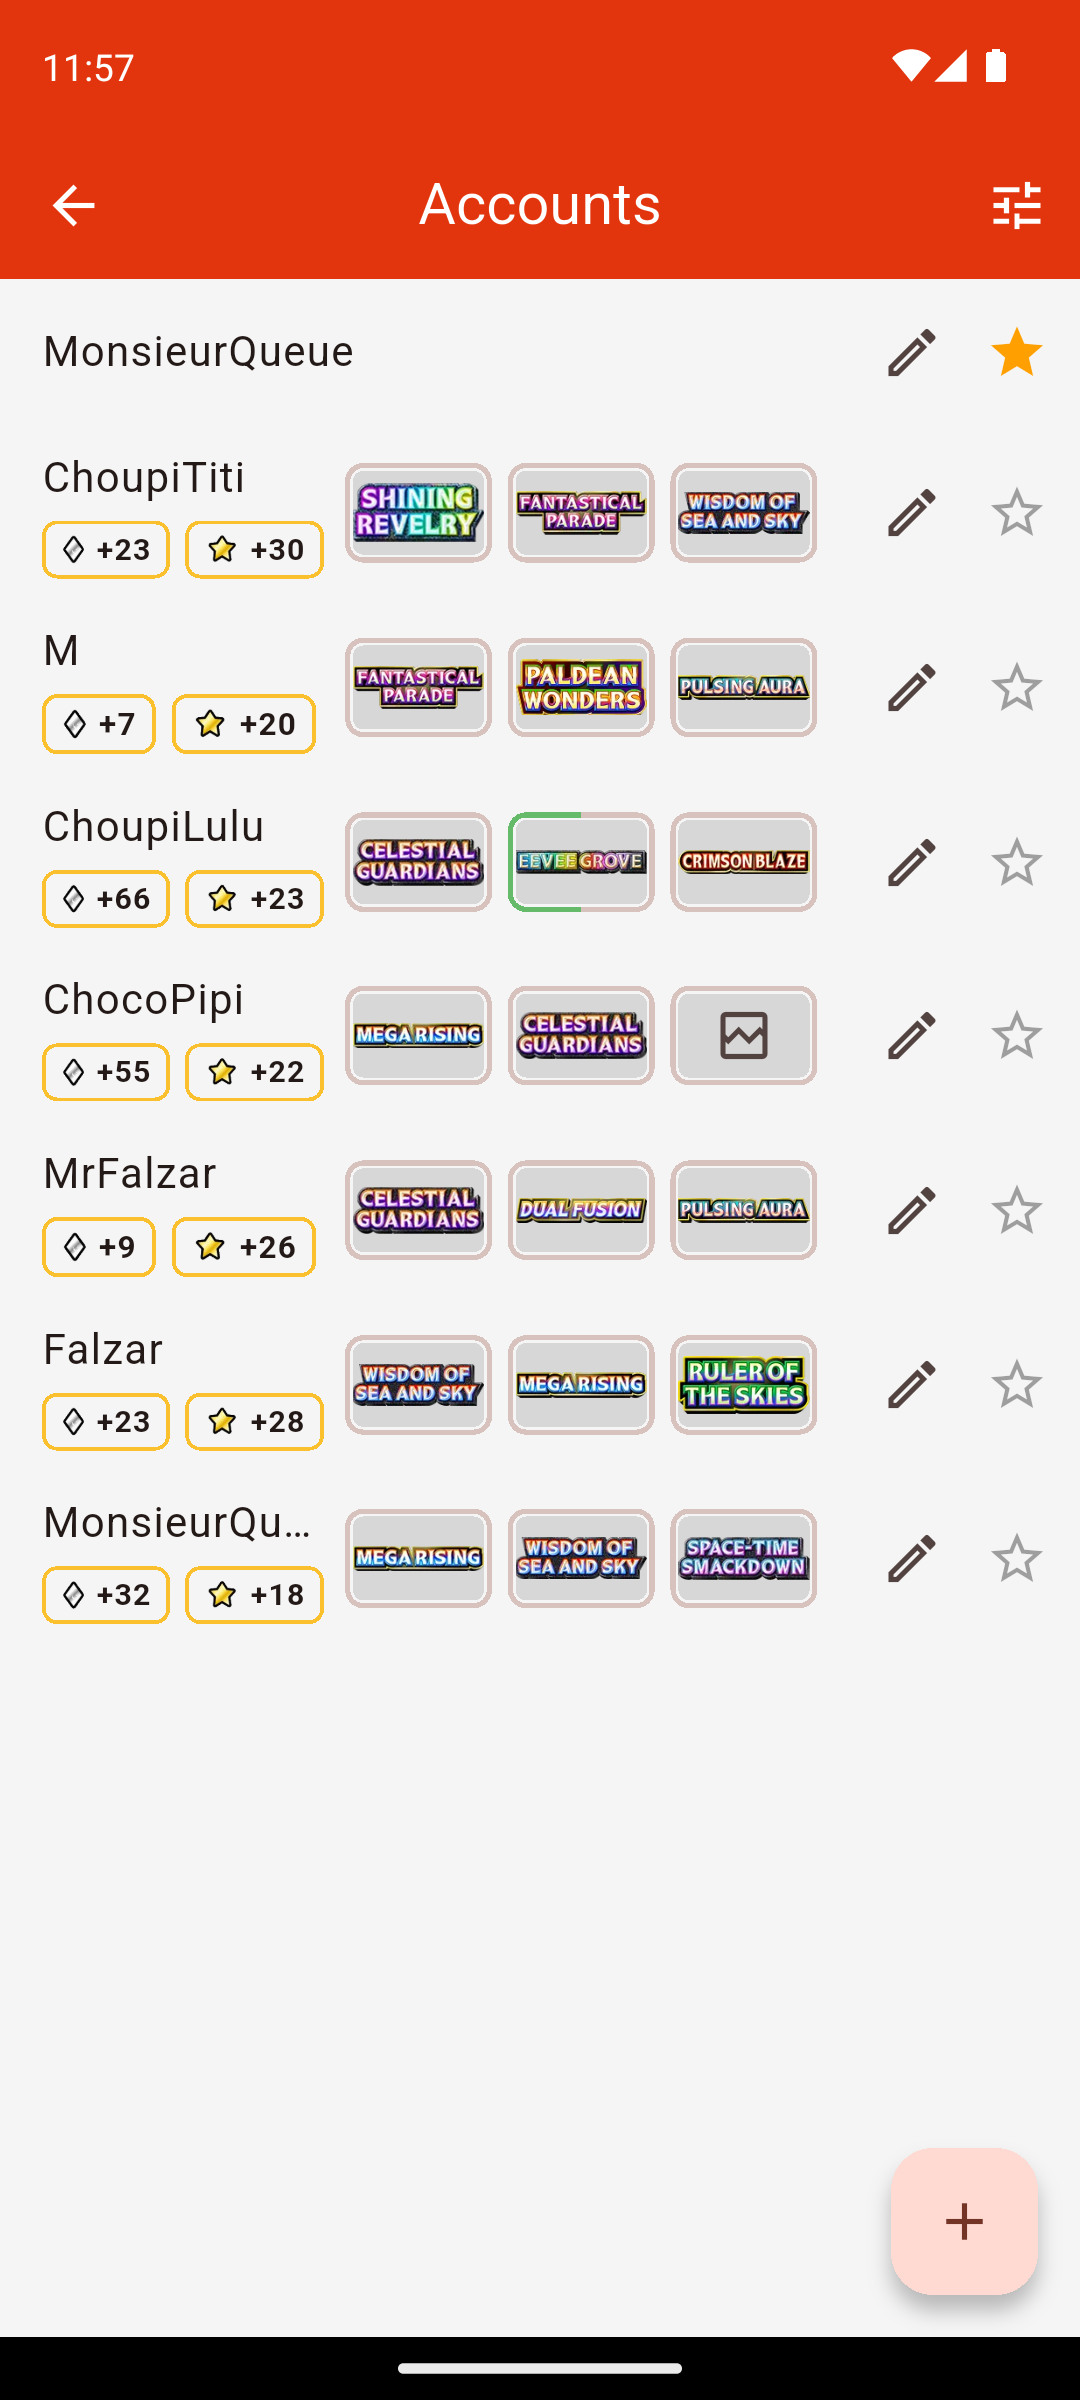 11:57
Accounts
MonsieurQueue
ChoupiTiti
+23 +30
SHINING
REVELRY
FANTASTICAL
PARADE
WISDOM OF
SEA AND SKY
M
+7 +20
FANTASTICAL
PARADE
PALDEAN
WONDERS
PULSING AURA
ChoupiLulu
+66 +23
CELESTIAL
GUARDIANS
EEVEE GROVE
CRIMSON BLAZE
ChocoPipi
+55 +22
MEGA RISING
CELESTIAL
GUARDIANS
MrFalzar
+9 +26
CELESTIAL
GUARDIANS
DUAL FUSION
PULSING AURA
Falzar
+23 +28
WISDOM OF
SEA AND SKY
MEGA RISING
RULER OF
THE SKIES
MonsieurQu...
+32 +18
MEGA RISING
WISDOM OF
SEA AND SKY
SPACE-TIME
SMACKDOWN